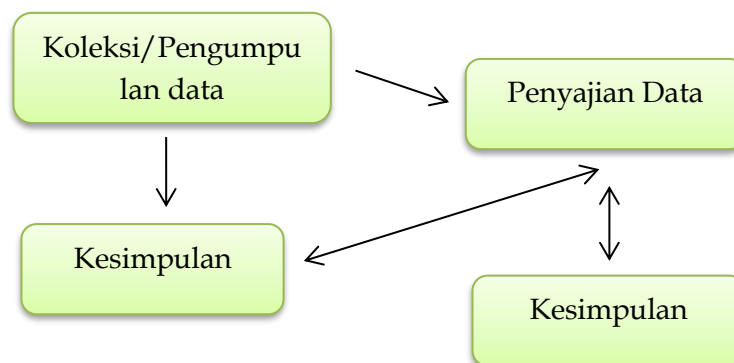 Koleksi/Pengumpu
lan data
Penyajian Data
Kesimpulan
Kesimpulan